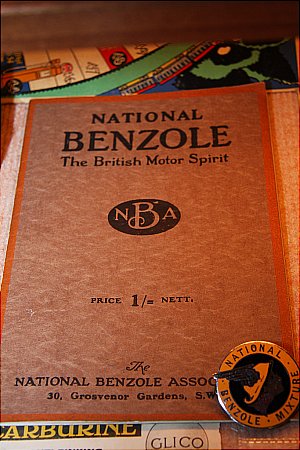 NATIONAL
BENZOLE
The British Motor Spirit
NBA
PRICE 1/= NETT.
The
NATIONAL BENZOLE ASSOC
30, Grosvenor Gardens, S.W.
NATIONAL
BENZOLE · MIXTURE
CARBURINE
GLICO